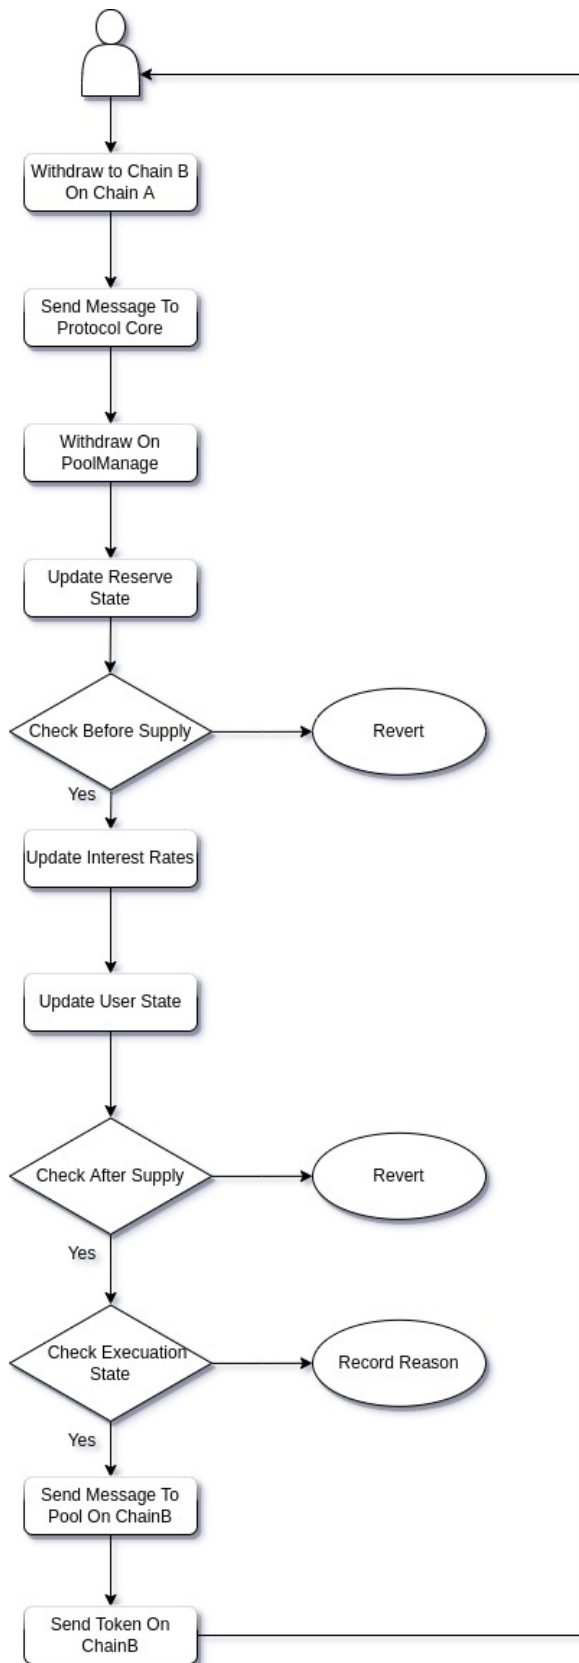 Withdraw to Chain B
On Chain A
Send Message To
Protocol Core
Withdraw On
PoolManage
Update Reserve
State
Check Before Supply
Revert
Yes
Update Interest Rates
Update User State
Check After Supply
Revert
Yes
Check Execuation
State
Record Reason
Yes
Send Message To
Pool On ChainB
Send Token On
ChainB